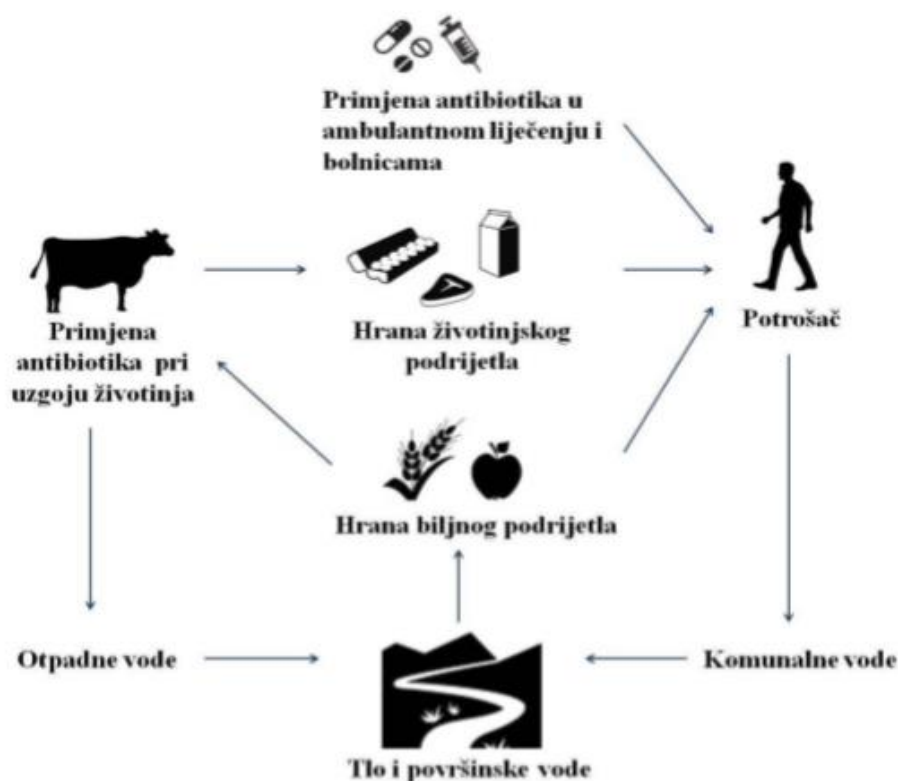 Primjena antibiotika u
ambulantnom liječenju i
bolnicama
Primjena
antibiotika pri
uzgoju životinja
Hrana životinjskog
podrijetla
Potrošač
Hrana biljnog podrijetla
Otpadne vode
Komunalne vode
Tlo i površinske vode